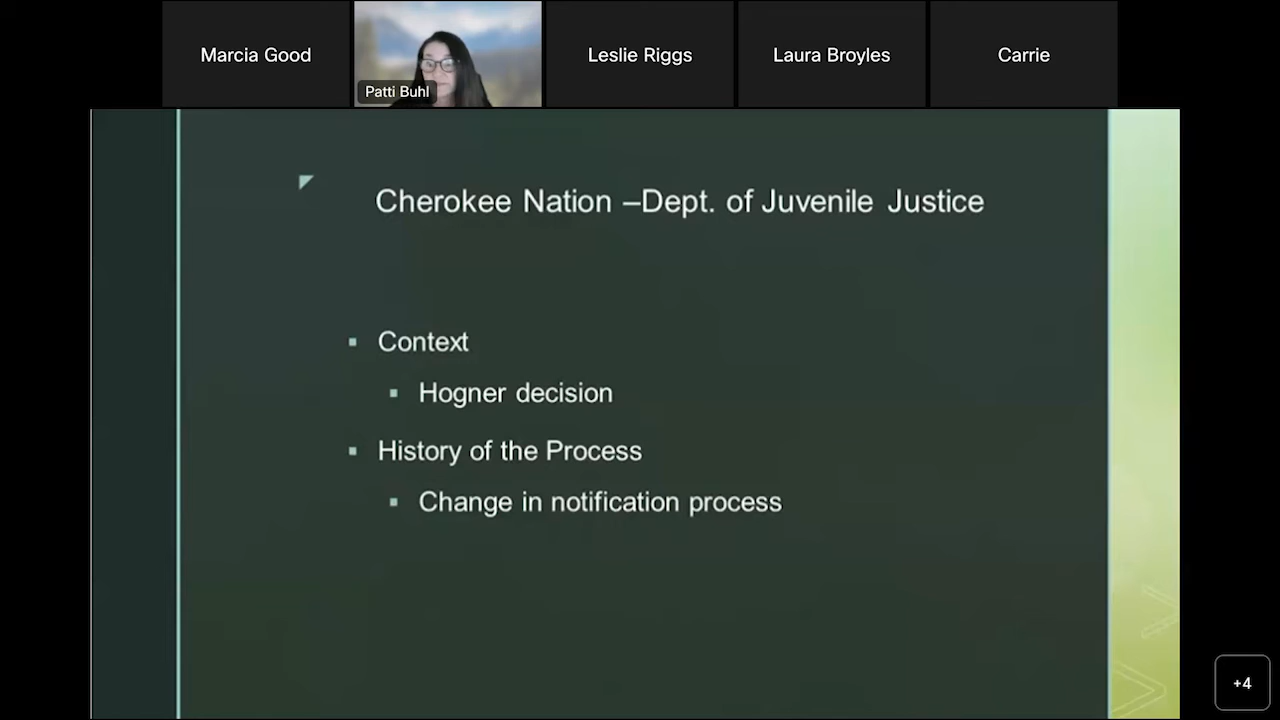 Marcia Good
Patti Buhl
Leslie Riggs
Laura Broyles
Carrie
Cherokee Nation –Dept. of Juvenile Justice
Context
Hogner decision
History of the Process
Change in notification process
+4